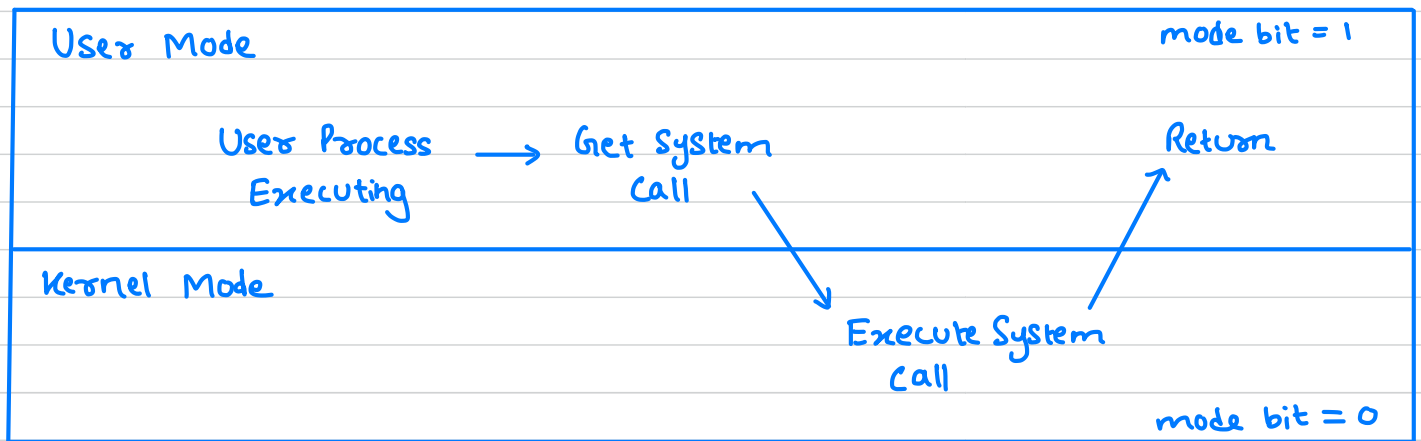 User Mode
mode bit = 1
User Process
Executing
Get System
Call
Return
Kernel Mode
Execute System
Call
mode bit = 0